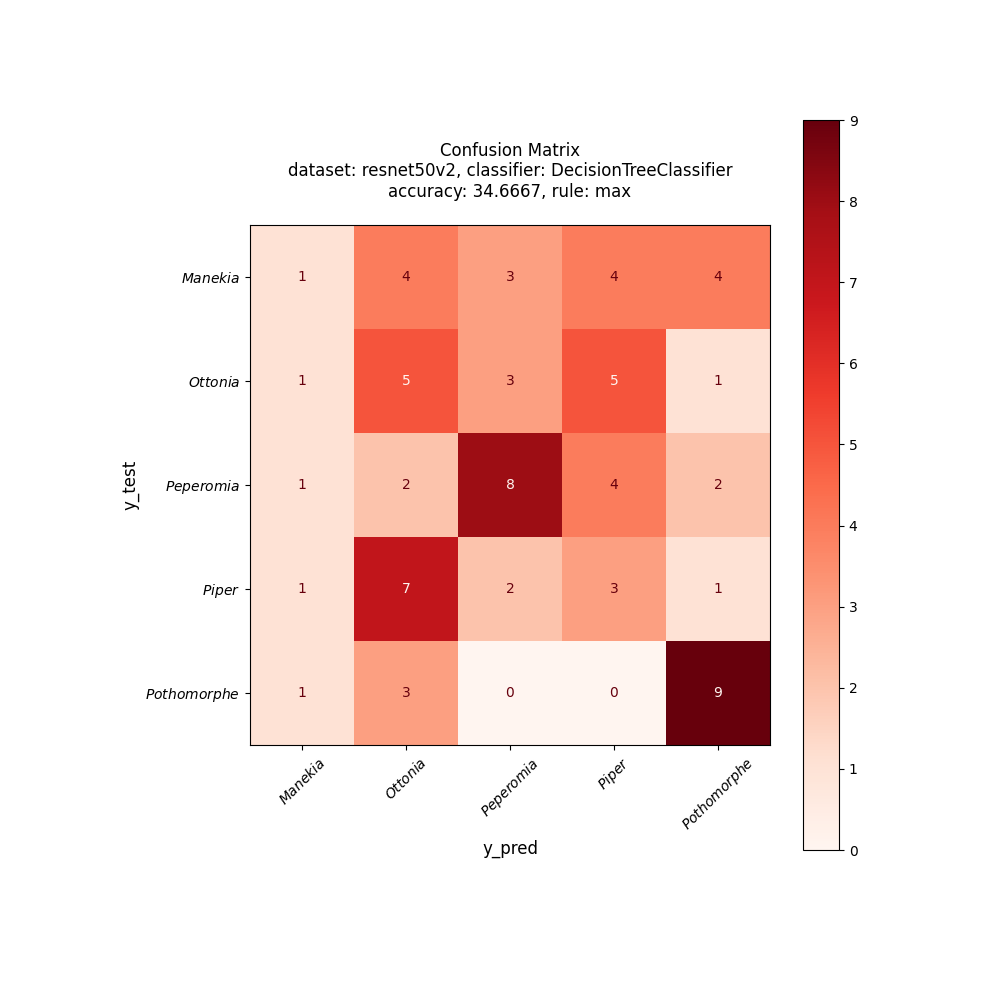 Confusion Matrix
dataset: resnet50v2, classifier: DecisionTreeClassifier
accuracy: 34.6667, rule: max
9
8
7
6
5
4
3
2
1
0
y_test
Manekia 1 4 3 4 4
Ottonia 1 5 3 5 1
Peperomia 1 2 8 4 2
Piper 1 7 2 3 1
Pothomorphe 1 3 0 0 9
Manekia Ottonia Peperomia Piper Pothomorphe
y_pred